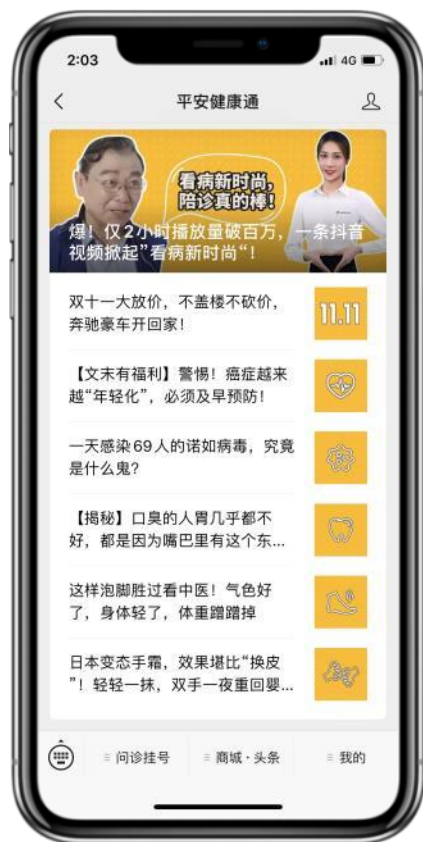 2:03
4G
平安健康通
看病新时尚,
陪诊真的棒!
爆！仅2小时播放量破百万，一条抖音
视频掀起”看病新时尚“！
双十一大放价，不盖楼不砍价，
奔驰豪车开回家！
11.11
【文末有福利】警惕！癌症越来
越“年轻化”，必须及早预防！
一天感染69人的诺如病毒，究竟
是什么鬼？
【揭秘】口臭的人胃几乎都不
好，都是因为嘴巴里有这个东...
这样泡脚胜过看中医！气色好
了，身体轻了，体重蹭蹭掉
日本变态手霜，效果堪比“换皮
”！轻轻一抹，双手一夜重回婴...
问诊挂号
商城·头条
我的